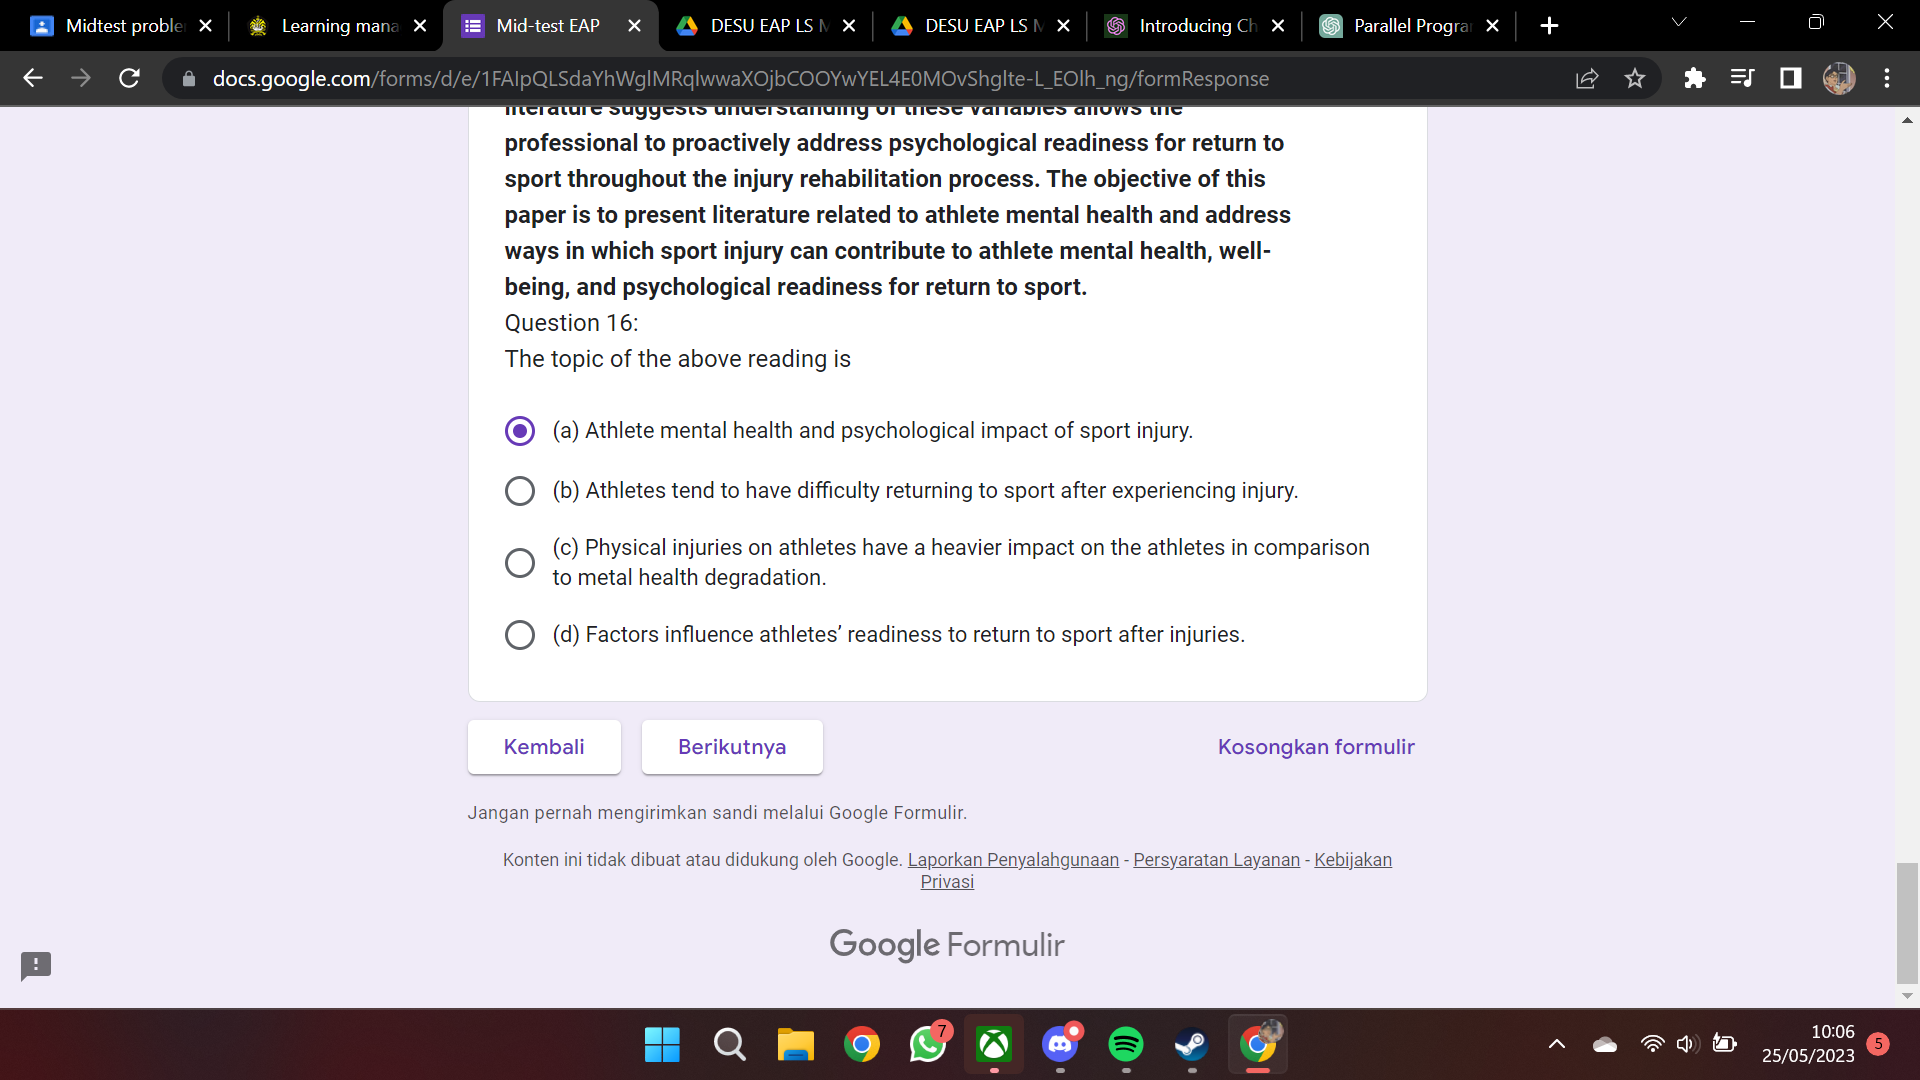 Midtest proble
Learning mana
Mid-test EAP
DESU EAP LS M
DESU EAP LS M
Introducing Ch
Parallel Progra
docs.google.com/forms/d/e/1FAIpQLSdaYhWglMRqlwwaXOjbCOOYwYEL4E0MOvShglte-L_EOlh_ng/formResponse
literature suggests understanding of these variables allows the
professional to proactively address psychological readiness for return to
sport throughout the injury rehabilitation process. The objective of this
paper is to present literature related to athlete mental health and address
ways in which sport injury can contribute to athlete mental health, well-
being, and psychological readiness for return to sport.
Question 16:
The topic of the above reading is
(a) Athlete mental health and psychological impact of sport injury.
(b) Athletes tend to have difficulty returning to sport after experiencing injury.
(c) Physical injuries on athletes have a heavier impact on the athletes in comparison
to metal health degradation.
(d) Factors influence athletes’ readiness to return to sport after injuries.
Kembali
Berikutnya
Kosongkan formulir
Jangan pernah mengirimkan sandi melalui Google Formulir.
Konten ini tidak dibuat atau didukung oleh Google. Laporkan Penyalahgunaan - Persyaratan Layanan - Kebijakan
Privasi
Google Formulir
7
10:06
25/05/2023
5